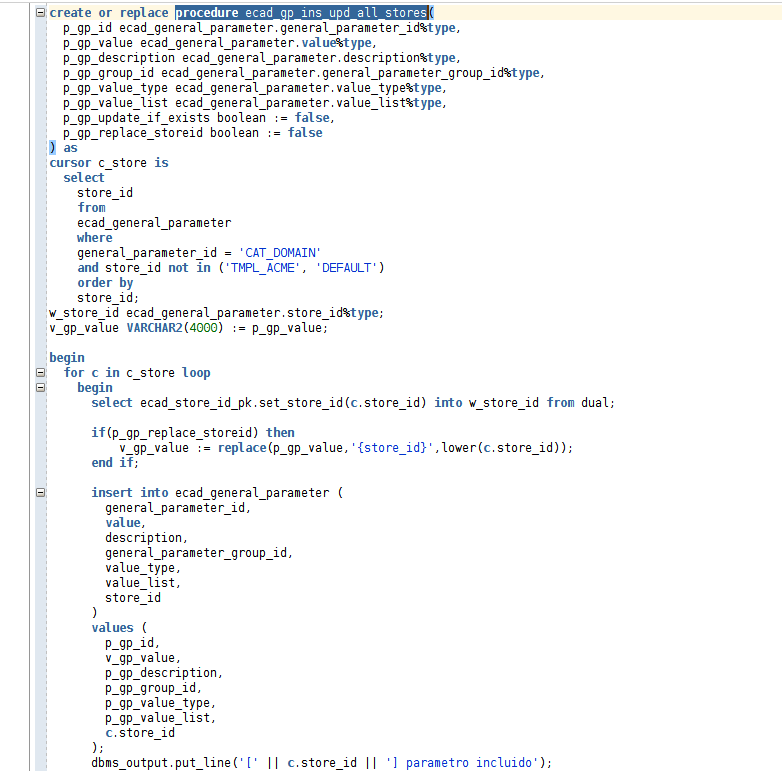 create or replace procedure ecad_gp_ins_upd_all_stores(
p_gp_id ecad_general_parameter.general_parameter_id%type,
p_gp_value ecad_general_parameter.value%type,
p_gp_description ecad_general_parameter.description%type,
p_gp_group_id ecad_general_parameter.general_parameter_group_id%type,
p_gp_value_type ecad_general_parameter.value_type%type,
p_gp_value_list ecad_general_parameter.value_list%type,
p_gp_update_if_exists boolean := false,
p_gp_replace_storeid boolean := false
) as
cursor c_store is
select
store_id
from
ecad_general_parameter
where
general_parameter_id = 'CAT_DOMAIN'
and store_id not in ('TMPL_ACME', 'DEFAULT')
order by
store_id;
w_store_id ecad_general_parameter.store_id%type;
v_gp_value VARCHAR2(4000) := p_gp_value;
begin
for c in c_store loop
begin
select ecad_store_id_pk.set_store_id(c.store_id) into w_store_id from dual;
if(p_gp_replace_storeid) then
v_gp_value := replace(p_gp_value,'{store_id}',lower(c.store_id));
end if;
insert into ecad_general_parameter (
general_parameter_id,
value,
description,
general_parameter_group_id,
value_type,
value_list,
store_id
)
values (
p_gp_id,
v_gp_value,
p_gp_description,
p_gp_group_id,
p_gp_value_type,
p_gp_value_list,
c.store_id
);
dbms_output.put_line('[' || c.store_id || '] parametro incluido');